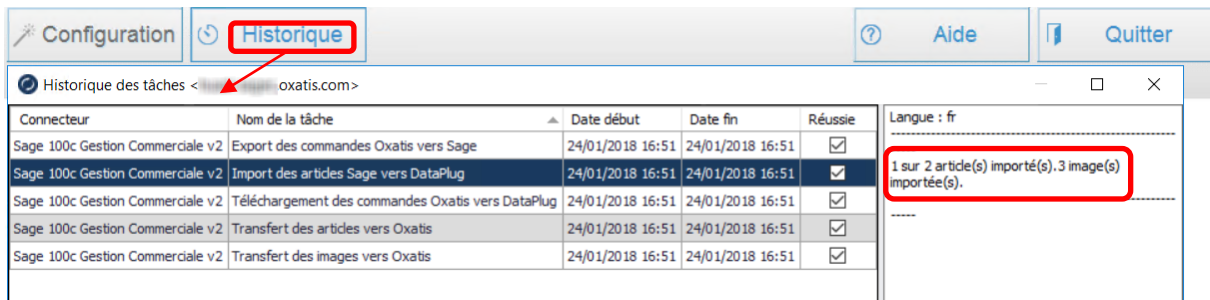 Configuration Historique Aide Quitter
Historique des tâches < oxatis.com>
Connecteur Nom de la tâche Date début Date fin Réussie
Sage 100c Gestion Commerciale v2 Export des commandes Oxatis vers Sage 24/01/2018 16:51 24/01/2018 16:51
Sage 100c Gestion Commerciale v2 Import des articles Sage vers DataPlug 24/01/2018 16:51 24/01/2018 16:51
Sage 100c Gestion Commerciale v2 Téléchargement des commandes Oxatis vers DataPlug 24/01/2018 16:51 24/01/2018 16:51
Sage 100c Gestion Commerciale v2 Transfert des articles vers Oxatis 24/01/2018 16:51 24/01/2018 16:51
Sage 100c Gestion Commerciale v2 Transfert des images vers Oxatis 24/01/2018 16:51 24/01/2018 16:51
Langue : fr
1 sur 2 article(s) importé(s).3 image(s)
importée(s).